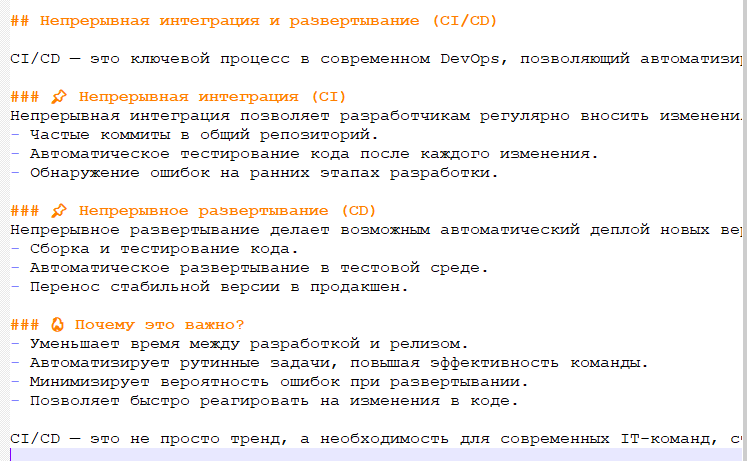 ## Непрерывная интеграция и развертывание (CI/CD)
CI/CD — это ключевой процесс в современном DevOps, позволяющий
### 📌 Непрерывная интеграция (CI)
Непрерывная интеграция позволяет разработчикам регулярно вносить
- Частые коммиты в общий репозиторий.
- Автоматическое тестирование кода после каждого изменения.
- Обнаружение ошибок на ранних этапах разработки.
### 📌 Непрерывное развертывание (CD)
Непрерывное развертывание делает возможным автоматический деплой новых
- Сборка и тестирование кода.
- Автоматическое развертывание в тестовой среде.
- Перенос стабильной версии в продакшен.
### 🔥 Почему это важно?
- Уменьшает время между разработкой и релизом.
- Автоматизирует рутинные задачи, повышая эффективность команды.
- Минимизирует вероятность ошибок при развертывании.
- Позволяет быстро реагировать на изменения в коде.
CI/CD — это не просто тренд, а необходимость для современных IT-команд,